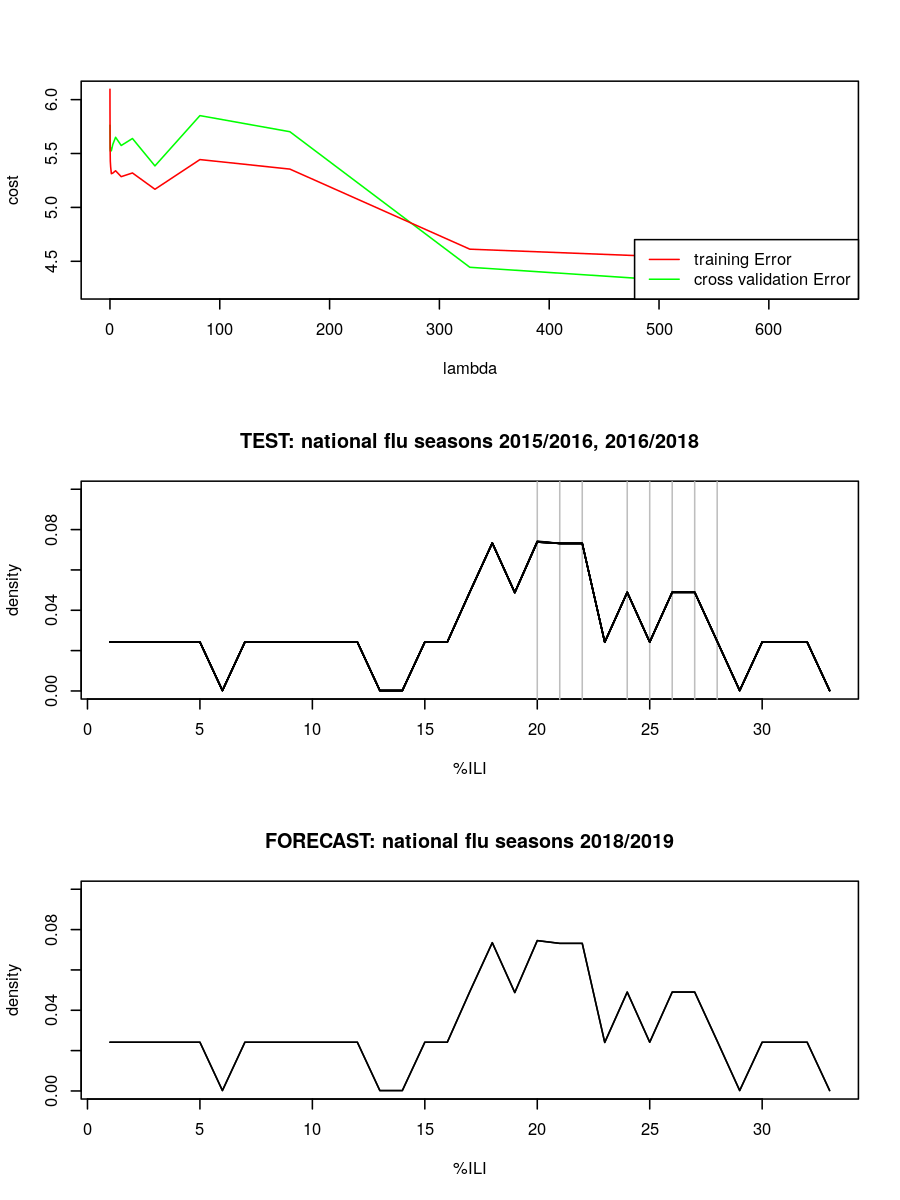 6.0
5.5
5.0
4.5
cost
training Error
cross validation Error
0 100 200 300 400 500 600
lambda
TEST: national flu seasons 2015/2016, 2016/2018
0.08
0.04
0.00
density
0 5 10 15 20 25 30
%ILI
FORECAST: national flu seasons 2018/2019
0.08
0.04
0.00
density
0 5 10 15 20 25 30
%ILI